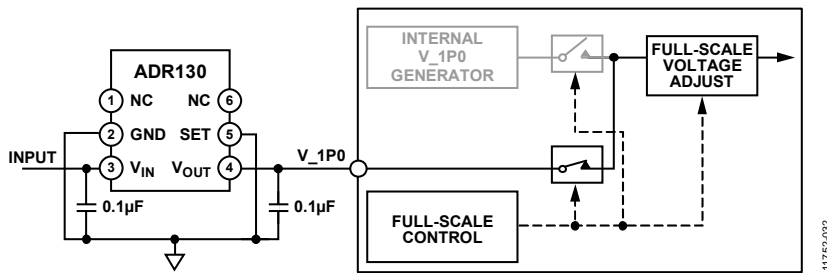 INTERNAL
V_1P0
GENERATOR
FULL-SCALE
VOLTAGE
ADJUST
ADR130
1 NC NC 6
2 GND SET 5
INPUT
3 VIN VOUT 4
V_1P0
0.1µF
0.1µF
FULL-SCALE
CONTROL
11752-032